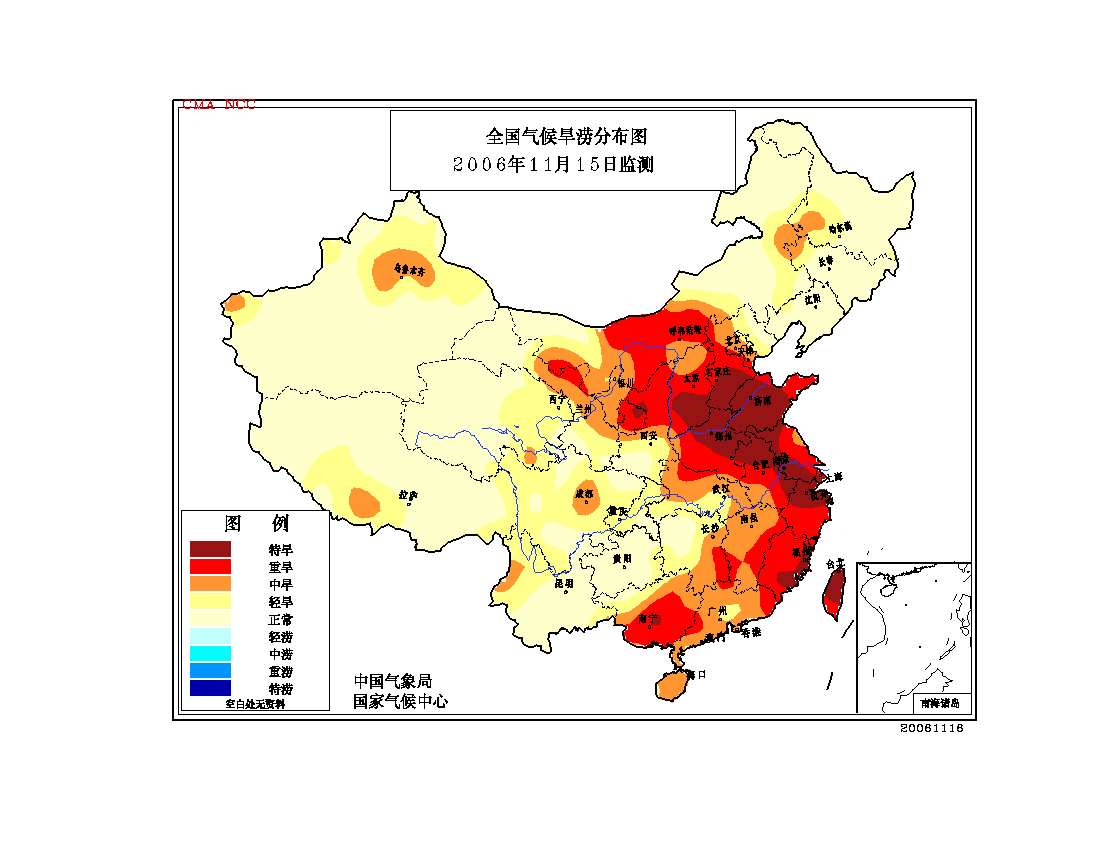 CMA NCC
全国气候旱涝分布图
2006年11月15日监测
哈尔滨
长春
乌鲁木齐
沈阳
呼和浩特
北京
天津
银川
太原
石家庄
西宁
济南
兰州
西安
郑州
合肥
南京
上海
拉萨
成都
武汉
杭州
重庆
长沙
南昌
贵阳
福州
台北
昆明
广州
南宁
澳门
香港
海口
图 例
特旱
重旱
中旱
轻旱
正常
轻涝
中涝
重涝
特涝
空白处无资料
中国气象局
国家气候中心
南海诸岛
20061116